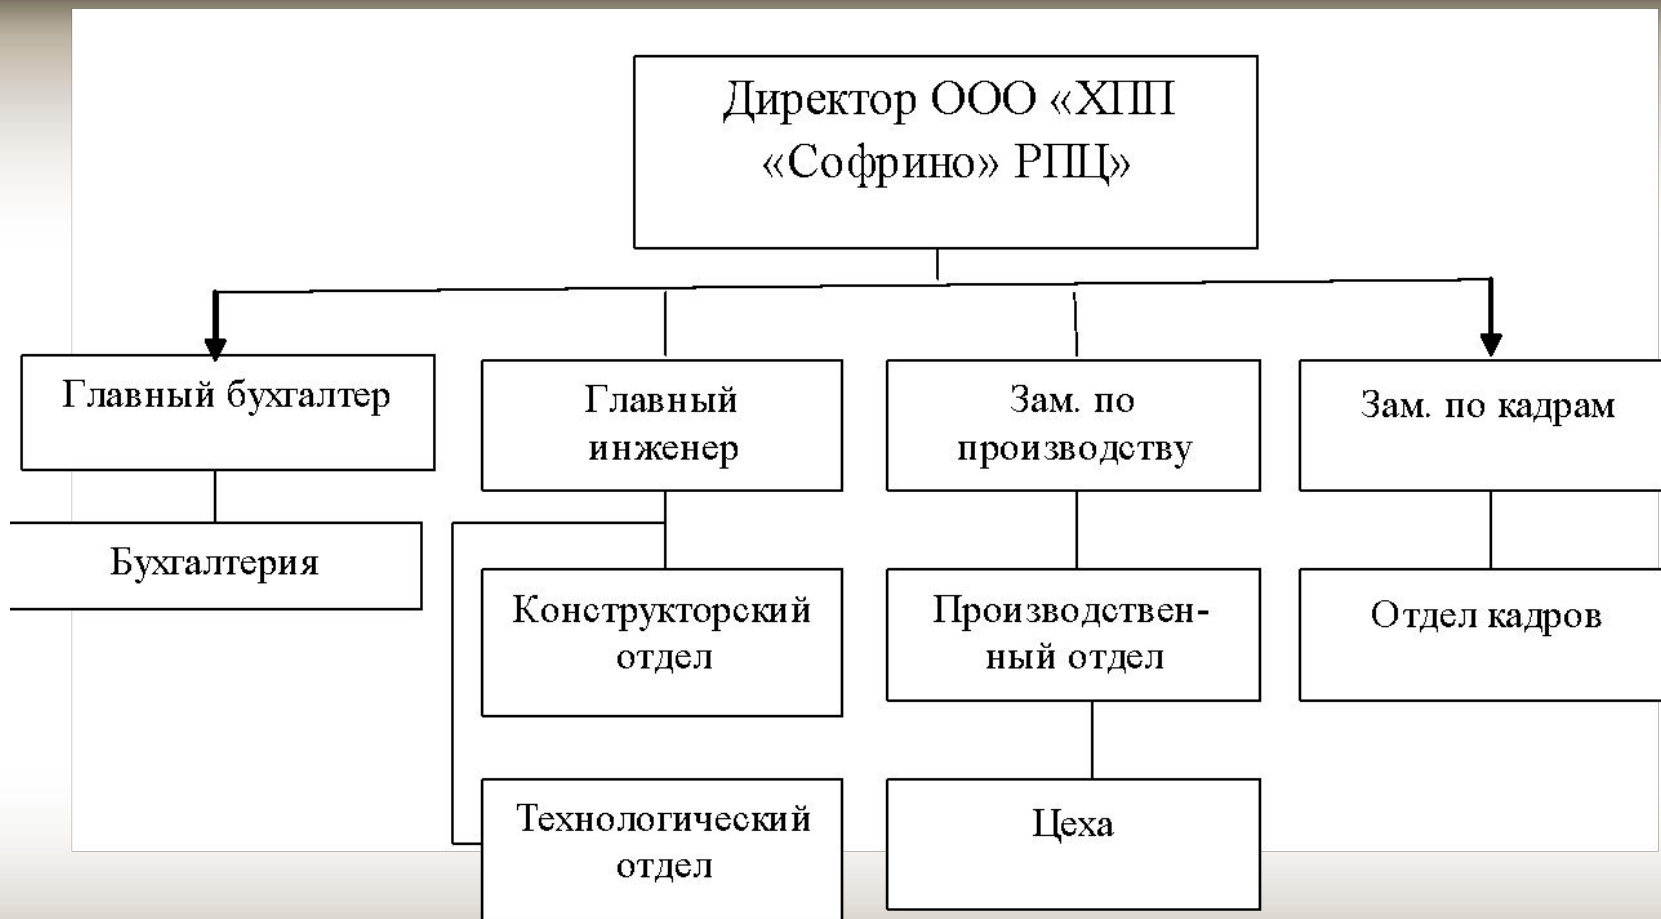 Директор ООО «ХПП
«Софрино» РПЦ»
Главный бухгалтер
Главный
инженер
Зам. по
производству
Зам. по кадрам
Бухгалтерия
Конструкторский
отдел
Производствен-
ный отдел
Отдел кадров
Технологический
отдел
Цеха